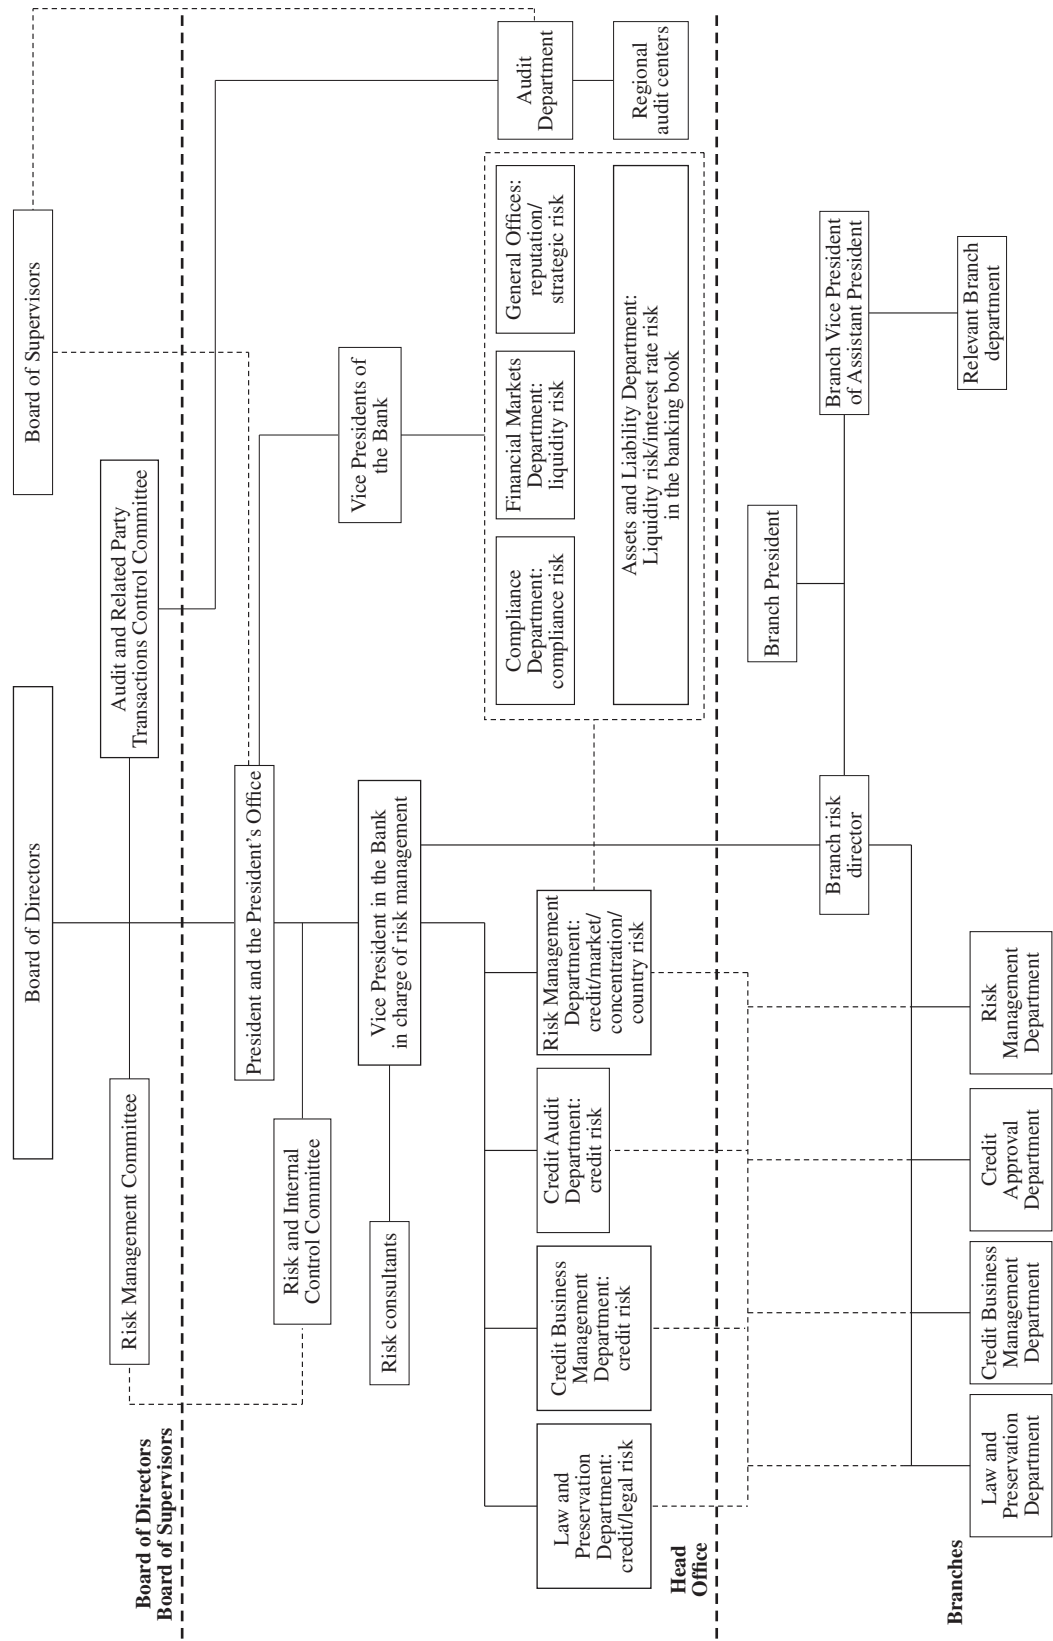 Board of Directors
Board of Supervisors
Risk Management Committee
Audit and Related Party
Transactions Control Committee
Board of Directors
Board of Supervisors
President and the President's Office
Risk and Internal
Control Committee
Vice Presidents of
the Bank
Vice President in the Bank
in charge of risk management
Risk consultants
Law and
Preservation
Department:
credit/legal risk
Credit Business
Management
Department:
credit risk
Credit Audit
Department:
credit risk
Risk Management
Department:
credit/market/
concentration/
country risk
Compliance
Department:
compliance risk
Financial Markets
Department:
liquidity risk
General Offices:
reputation/
strategic risk
Audit
Department
Assets and Liability Department:
Liquidity risk/interest rate risk
in the banking book
Regional
audit centers
Head
Office
Branch President
Branch risk
director
Branch Vice President
of Assistant President
Relevant Branch
department
Branches
Law and
Preservation
Department
Credit Business
Management
Department
Credit
Approval
Department
Risk
Management
Department